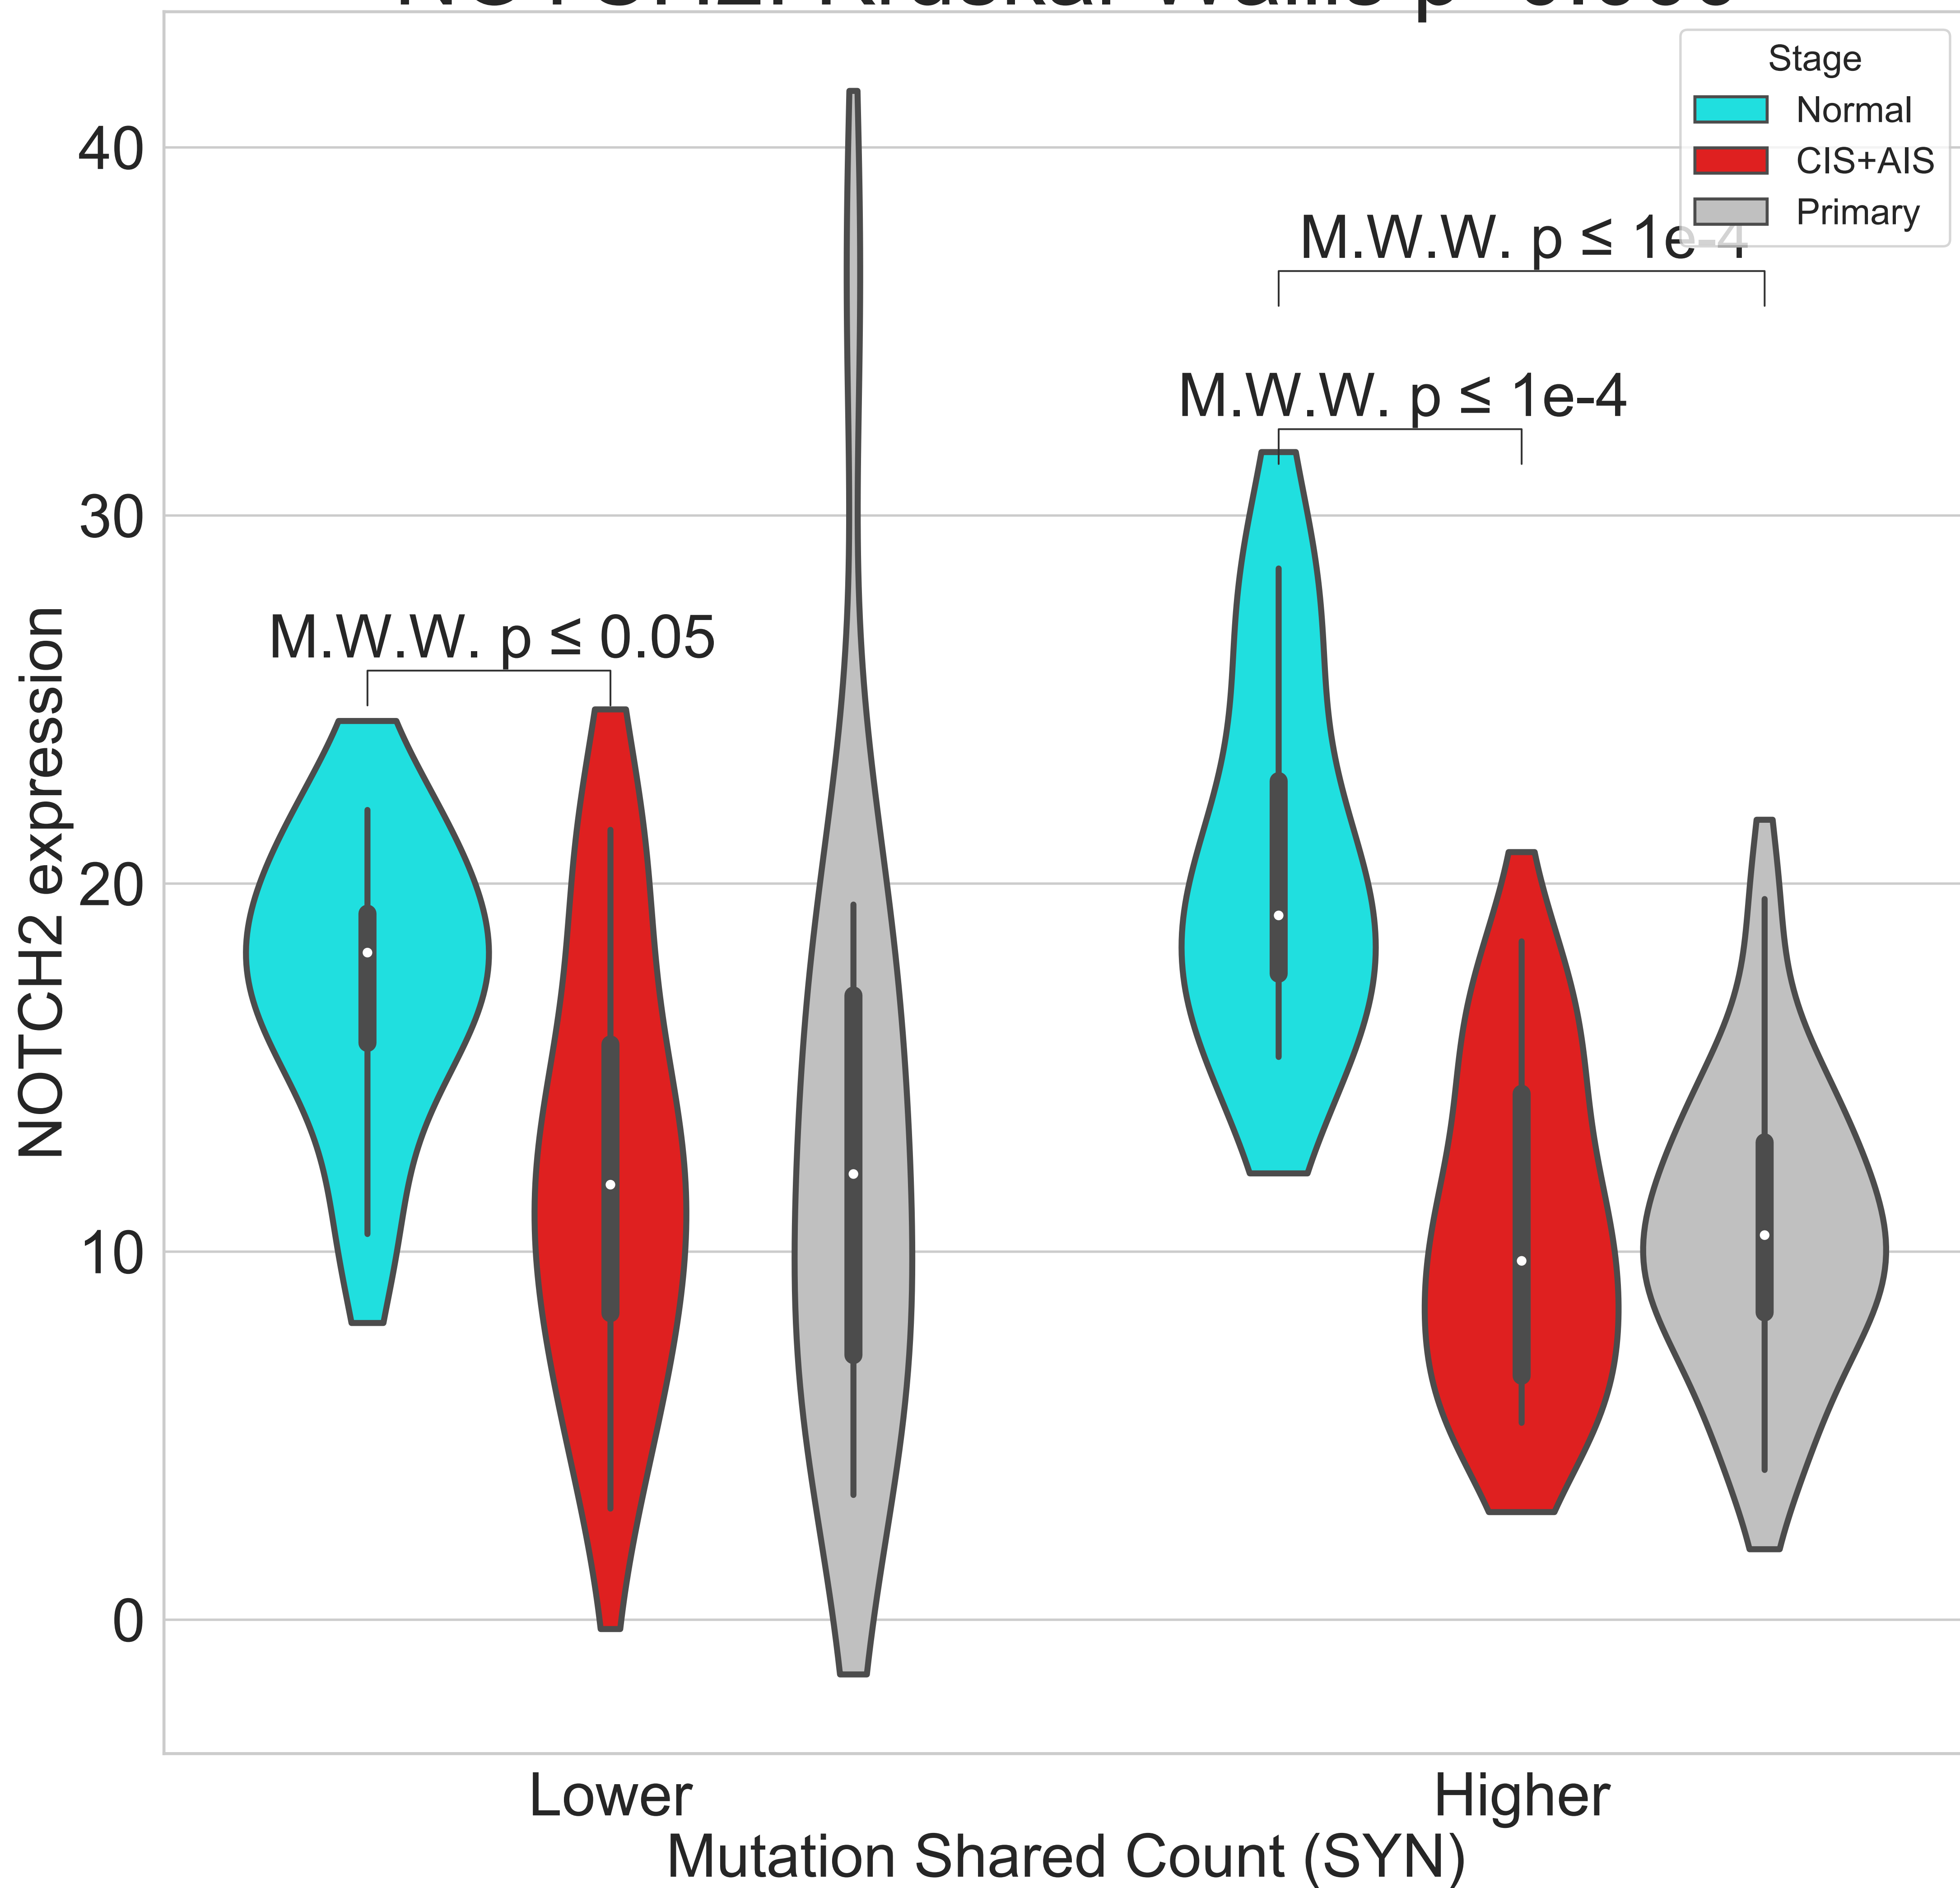 Stage
Normal
CIS+AIS
Primary
40
30
20
10
0
NOTCH2 expression
M.W.W. p ≤ 1e-4
M.W.W. p ≤ 1e-4
M.W.W. p ≤ 0.05
Lower
Higher
Mutation Shared Count (SYN)